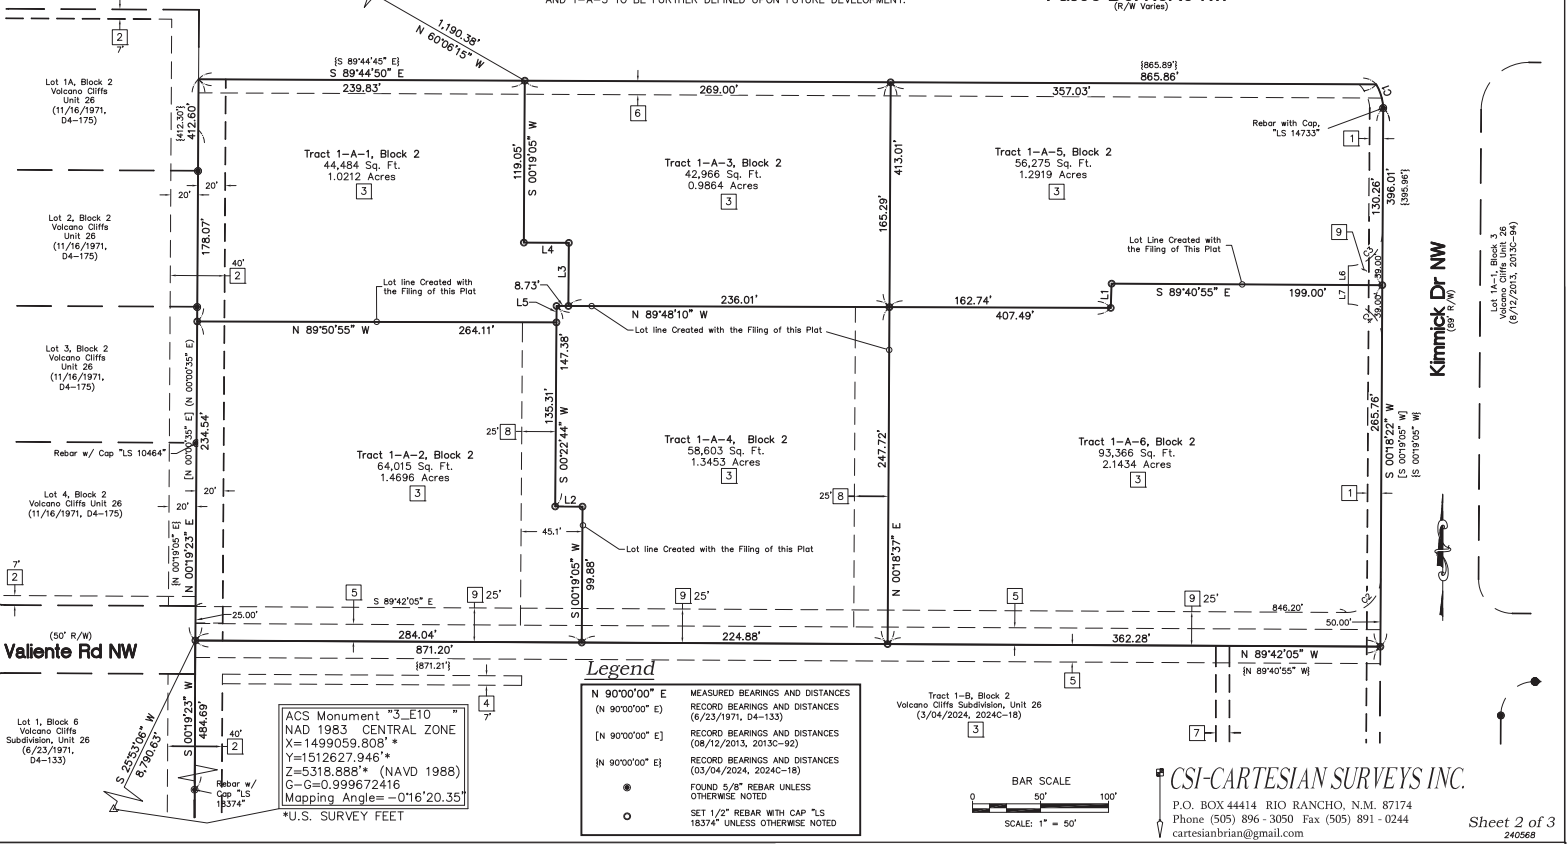 AND 1-A-5 TO BE FURTHER DEFINED UPON FUTURE DEVELOPMENT.
(R/W Varies)
2
7'
1,190.38'
N 60°06'15" W
{S 89°44'45" E}
S 89°44'50" E
239.83'
269.00'
{865.89'}
865.86'
357.03'
C1
6
Rebar with Cap,
"LS 14733"
1
Lot 1A, Block 2
Volcano Cliffs
Unit 26
(11/16/1971,
D4-175)
{412.30'}
412.60'
Tract 1-A-1, Block 2
44,484 Sq. Ft.
1.0212 Acres
3
119.05'
S 00°19'05" W
Tract 1-A-3, Block 2
42,966 Sq. Ft.
0.9864 Acres
3
413.01'
165.29'
Tract 1-A-5, Block 2
56,275 Sq. Ft.
1.2919 Acres
3
130.26'
396.01'
{395.96'}
20'
20'
Lot 2, Block 2
Volcano Cliffs
Unit 26
(11/16/1971,
D4-175)
178.07'
40'
2
L4
L3
8.73'
L5
Lot line Created with
the Filing of this Plat
Lot Line Created with
the Filing of This Plat
9
C3
L6
L7
39.00'
39.00'
C4
L1
S 89°40'55" E
199.00'
Kimmick Dr NW
(89' R/W)
Lot 1A-1, Block 3
Volcano Cliffs Unit 26
(8/12/2013, 2013C-94)
N 89°50'55" W
264.11'
236.01'
N 89°48'10" W
162.74'
407.49'
Lot line Created with the Filing of this Plat
Lot 3, Block 2
Volcano Cliffs
Unit 26
(11/16/1971,
D4-175)
[N 00°00'35" E] (N 00°00'35" E)
234.54'
147.38'
135.31'
S 00°22'44" W
Rebar w/ Cap "LS 10464"
Tract 1-A-2, Block 2
64,015 Sq. Ft.
1.4696 Acres
3
25'
8
Tract 1-A-4, Block 2
58,603 Sq. Ft.
1.3453 Acres
3
247.72'
25'
8
Tract 1-A-6, Block 2
93,366 Sq. Ft.
2.1434 Acres
3
265.76'
S 00°18'22" W
[S 00°19'05" W]
{S 00°19'05" W}
1
Lot 4, Block 2
Volcano Cliffs Unit 26
(11/16/1971, D4-175)
20'
20'
L2
45.1'
Lot line Created with the Filing of this Plat
{N 00°19'05" E}
N 00°19'23" E
S 00°19'05" W
99.88'
N 00°18'37" E
7'
2
25.00'
5
S 89°42'05" E
9
25'
9
25'
5
9
25'
846.20'
C2
50.00'
(50' R/W)
Valiente Rd NW
284.04'
871.20'
{871.21'}
224.88'
362.28'
N 89°42'05" W
{N 89°40'55" W}
5
4
7'
Lot 1, Block 6
Volcano Cliffs
Subdivision, Unit 26
(6/23/1971,
D4-133)
S 25°53'06" W
8,790.63'
S 00°19'23" W
484.69'
40'
2
Rebar w/
Cap "LS
18374"
ACS Monument "3_E10 "
NAD 1983 CENTRAL ZONE
X=1499059.808' *
Y=1512627.946'*
Z=5318.888'* (NAVD 1988)
G-G=0.999672416
Mapping Angle= -0°16'20.35"
*U.S. SURVEY FEET
Legend
N 90°00'00" E MEASURED BEARINGS AND DISTANCES
(N 90°00'00" E) RECORD BEARINGS AND DISTANCES
(6/23/1971, D4-133)
[N 90°00'00" E] RECORD BEARINGS AND DISTANCES
(08/12/2013, 2013C-92)
{N 90°00'00" E} RECORD BEARINGS AND DISTANCES
(03/04/2024, 2024C-18)
FOUND 5/8" REBAR UNLESS
OTHERWISE NOTED
SET 1/2" REBAR WITH CAP "LS
18374" UNLESS OTHERWISE NOTED
Tract 1-B, Block 2
Volcano Cliffs Subdivision, Unit 26
(3/04/2024, 2024C-18)
3
7
BAR SCALE
0 50' 100'
SCALE: 1" = 50'
CSI-CARTESIAN SURVEYS INC.
P.O. BOX 44414 RIO RANCHO, N.M. 87174
Phone (505) 896 - 3050 Fax (505) 891 - 0244
cartesianbrian@gmail.com
Sheet 2 of 3
240568